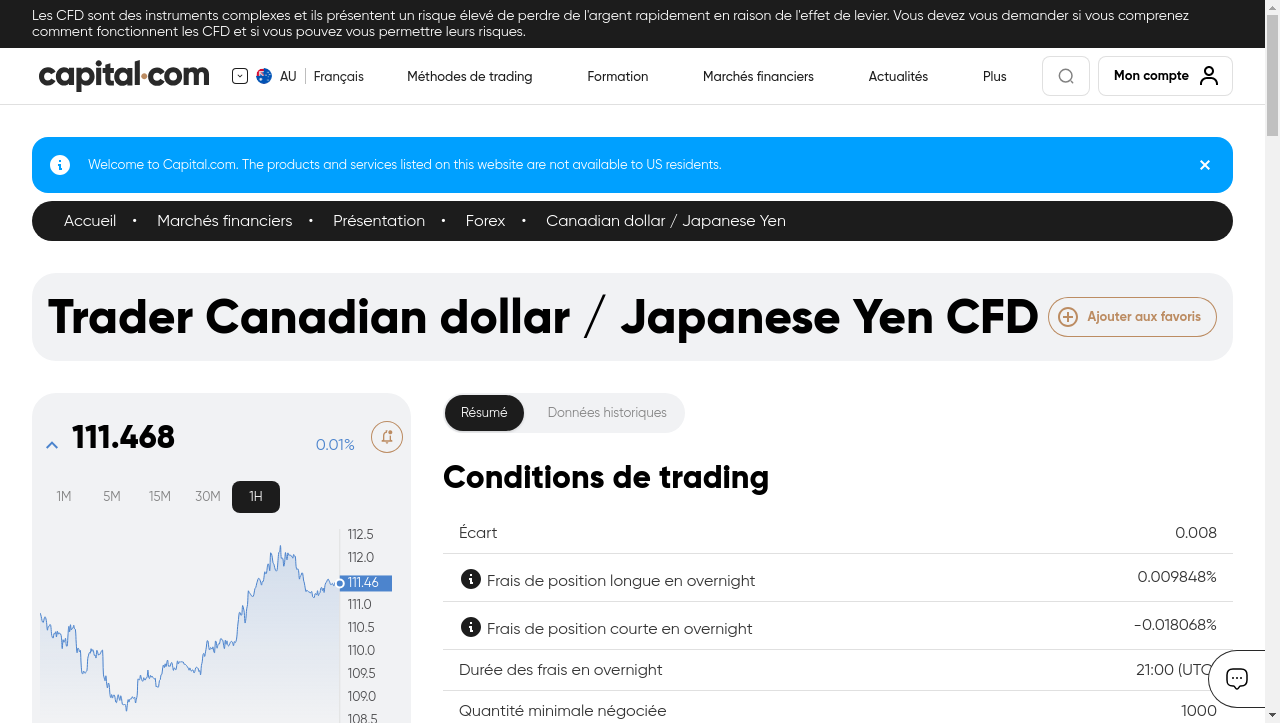 Les CFD sont des instruments complexes et ils présentent un risque élevé de perdre de l'argent rapidement en raison de l'effet de levier. Vous devez vous demander si vous comprenez
comment fonctionnent les CFD et si vous pouvez vous permettre leurs risques.
capital.com
AU
Français
Méthodes de trading
Formation
Marchés financiers
Actualités
Plus
Mon compte
Welcome to Capital.com. The products and services listed on this website are not available to US residents.
Accueil • Marchés financiers • Présentation • Forex • Canadian dollar / Japanese Yen
Trader Canadian dollar / Japanese Yen CFD
Ajouter aux favoris
111.468
0.01%
1M 5M 15M 30M 1H
112.5
112.0
111.46
111.0
110.5
110.0
109.5
109.0
108.5
Résumé
Données historiques
Conditions de trading
Écart 0.008
Frais de position longue en overnight 0.009848%
Frais de position courte en overnight -0.018068%
Durée des frais en overnight 21:00 (UTC
Quantité minimale négociée 1000